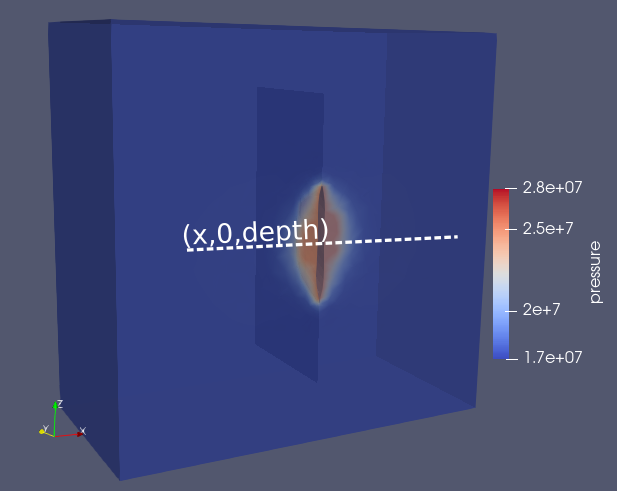 (x,0,depth)
2.8e+07
2.5e+7
2e+7
1.7e+07
pressure
Z
Y
X